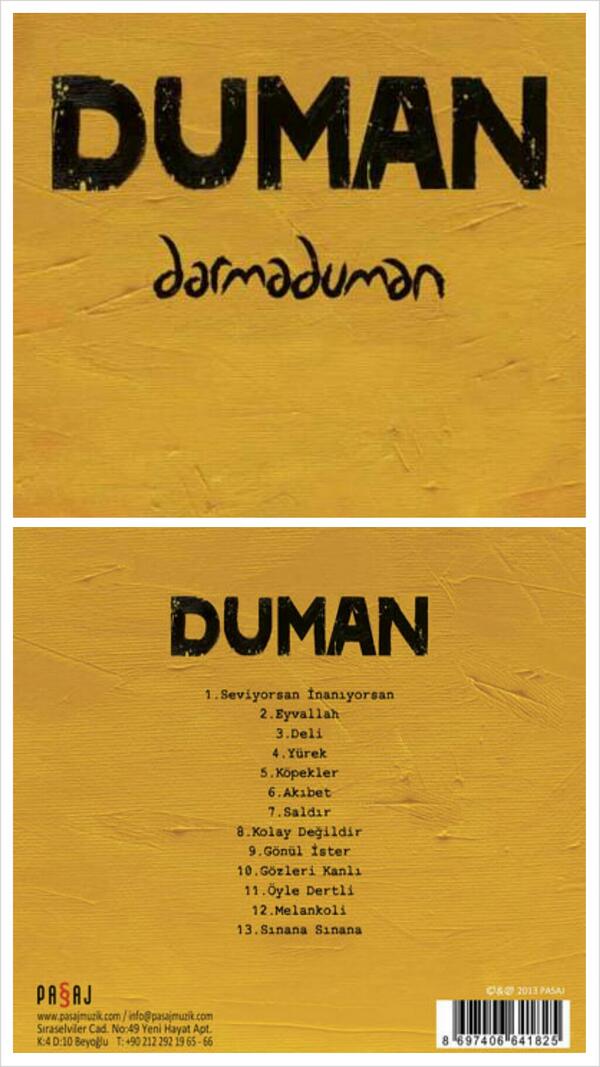 DUMAN
darmaduman
DUMAN
1.Seviyorsan İnanıyorsan
2.Eyvallah
3.Deli
4.Yürek
5.Köpekler
6.Akıbet
7.Saldır
8.Kolay Değildir
9.Gönül İster
10.Gözleri Kanlı
11.Öyle Dertli
12.Melankoli
13.Sınana Sınana
PASAJ
www.pasajmuzik.com / info@pasajmuzik.com
Sıraselviler Cad. No:49 Yeni Hayat Apt.
K:4 D:10 Beyoğlu T: +90 212 292 19 65 - 66
©&℗ 2013 PASAJ
8 697406 641825